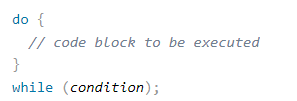 do {
  // code block to be executed
}
while (condition);